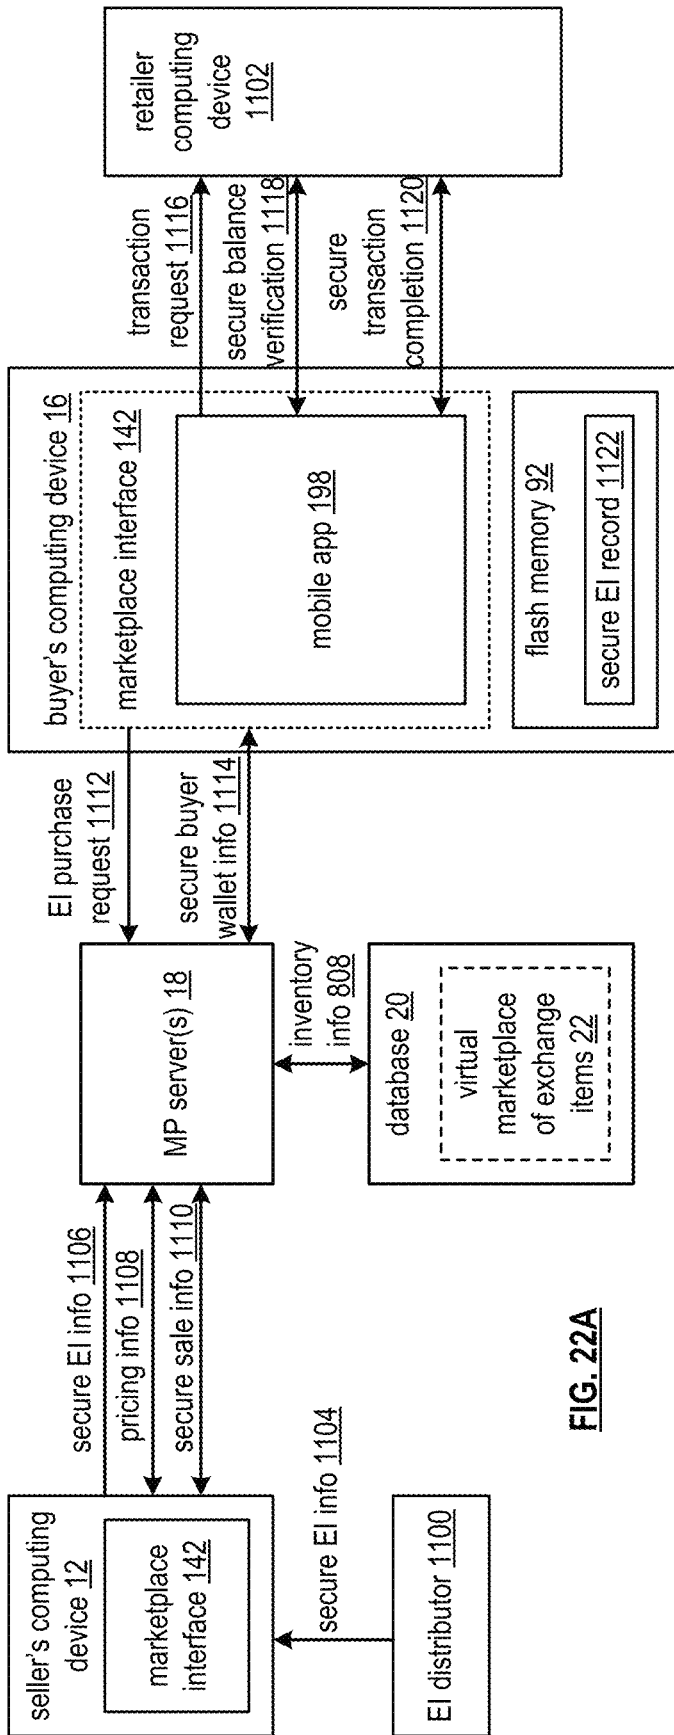 seller's computing
device 12
marketplace
interface 142
secure EI info 1104
EI distributor 1100
secure EI info 1106
pricing info 1108
secure sale info 1110
MP server(s) 18
inventory
info 808
database 20
virtual
marketplace
of exchange
items 22
EI purchase
request 1112
secure buyer
wallet info 1114
buyer's computing device 16
marketplace interface 142
mobile app 198
flash memory 92
secure EI record 1122
transaction
request 1116
secure balance
verification 1118
secure
transaction
completion 1120
retailer
computing
device
1102
FIG. 22A